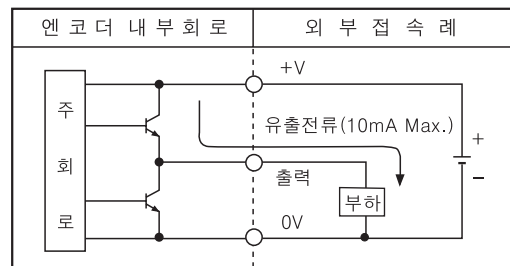 엔코더 내부회로
외부접속례
+V
유출전류(10mA Max.)
주회로
출력
부하
0V
+
−